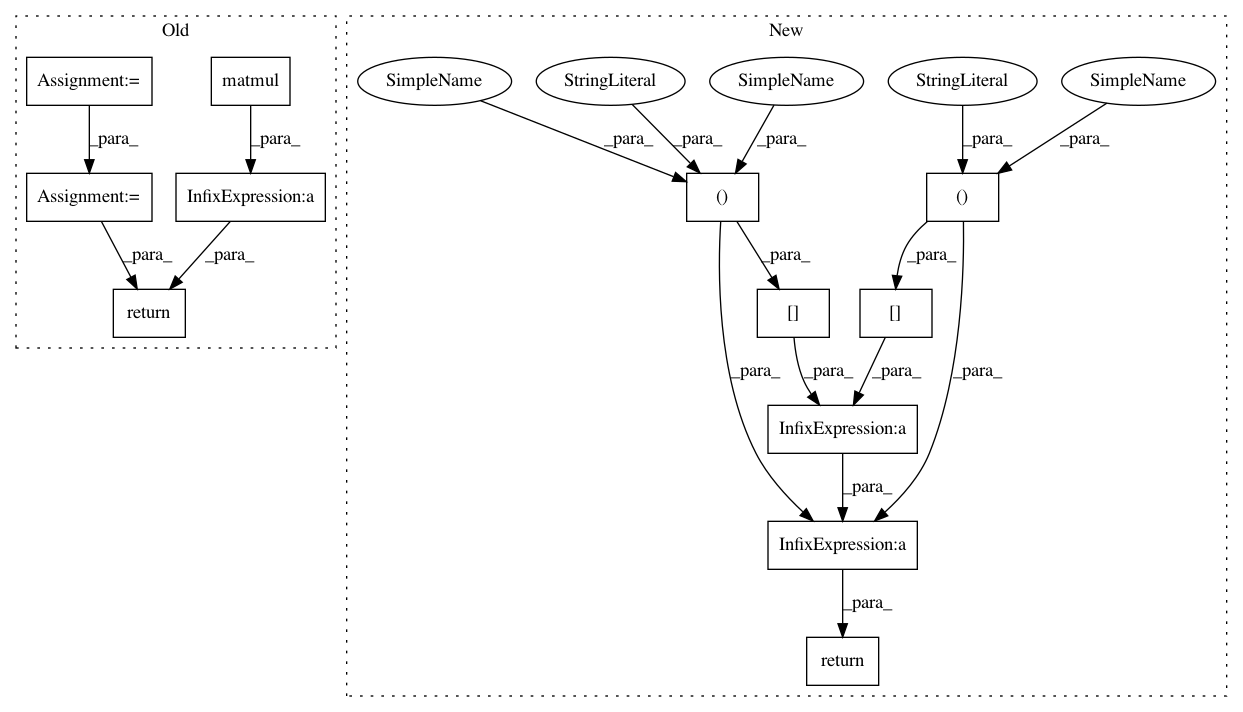 Old
New
Assignment:=
matmul
SimpleName
StringLiteral
SimpleName
StringLiteral
SimpleName
_para_
_para_
_para_
_para_
_para_
_para_
_para_
Assignment:=
InfixExpression:a
()
()
_para_
_para_
_para_
_para_
return
[]
[]
_para_
_para_
_para_
_para_
InfixExpression:a
_para_
InfixExpression:a
_para_
return